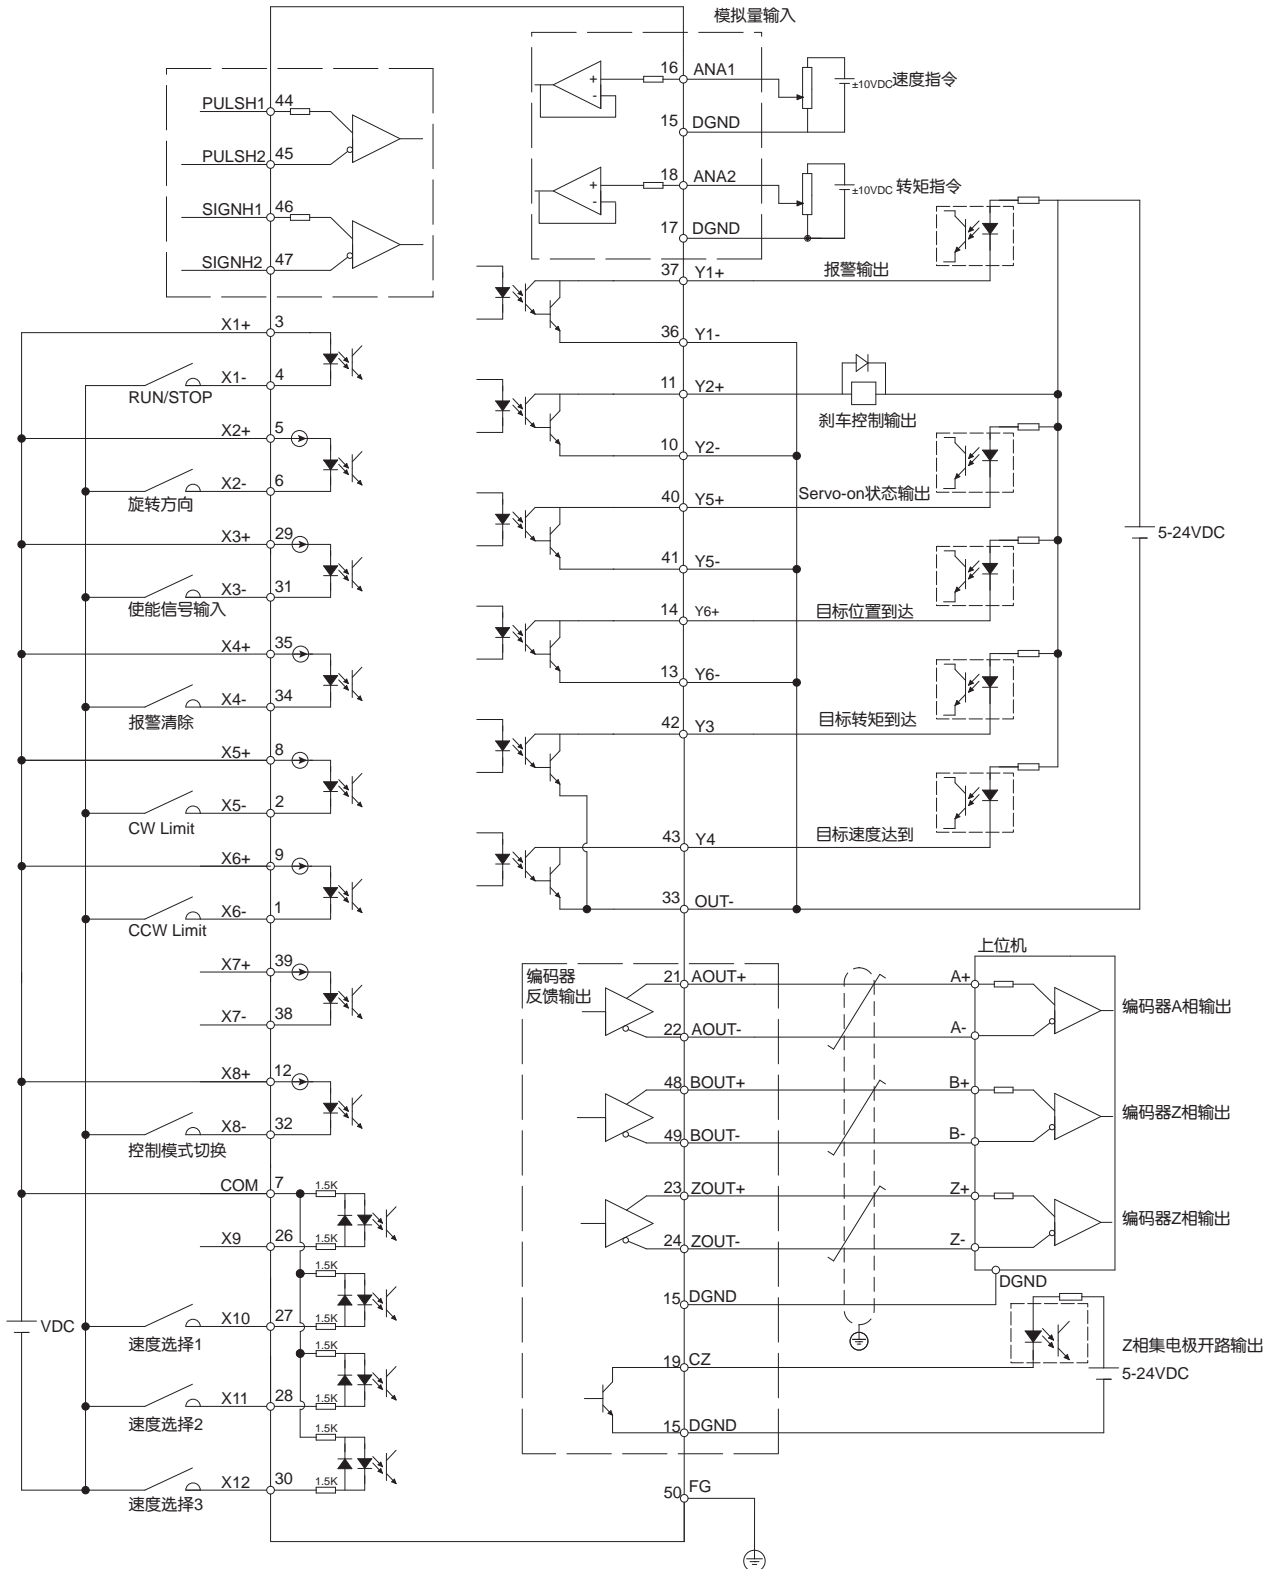 模拟量输入
PULSH1 44
PULSH2 45
SIGNH1 46
SIGNH2 47
16 ANA1
±10VDC 速度指令
15 DGND
18 ANA2
±10VDC 转矩指令
17 DGND
37 Y1+ 报警输出
36 Y1-
11 Y2+
刹车控制输出
10 Y2-
40 Y5+ Servo-on状态输出
41 Y5-
14 Y6+ 目标位置到达
13 Y6-
42 Y3 目标转矩到达
43 Y4 目标速度达到
33 OUT-
5-24VDC
X1+ 3
X1- 4
RUN/STOP
X2+ 5
X2- 6
旋转方向
X3+ 29
X3- 31
使能信号输入
X4+ 35
X4- 34
报警清除
X5+ 8
X5- 2
CW Limit
X6+ 9
X6- 1
CCW Limit
X7+ 39
X7- 38
X8+ 12
X8- 32
控制模式切换
COM 7 1.5K
X9 26 1.5K
1.5K
VDC
X10 27 1.5K
速度选择1
1.5K
X11 28 1.5K
速度选择2
1.5K
X12 30 1.5K
速度选择3
编码器
反馈输出
上位机
21 AOUT+ A+
编码器A相输出
22 AOUT- A-
48 BOUT+ B+
编码器Z相输出
49 BOUT- B-
23 ZOUT+ Z+
编码器Z相输出
24 ZOUT- Z-
DGND
15 DGND
19 CZ
Z相集电极开路输出
5-24VDC
15 DGND
50 FG